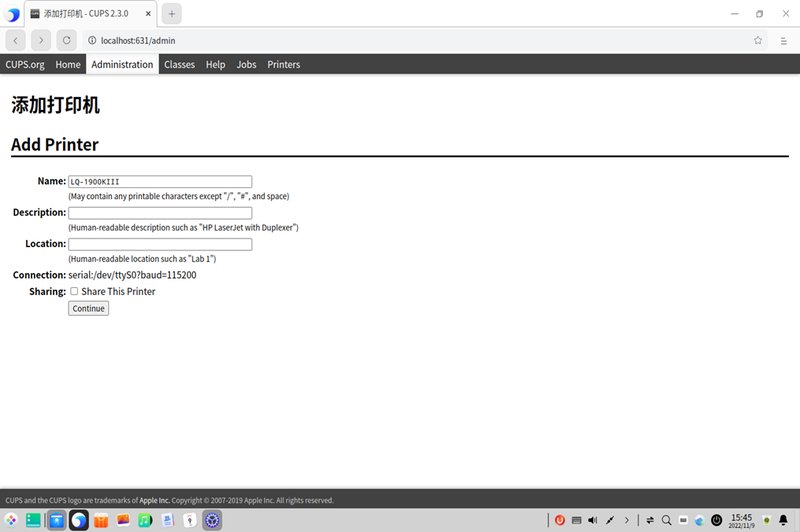 添加打印机 - CUPS 2.3.0
localhost:631/admin
CUPS.org Home Administration Classes Help Jobs Printers
添加打印机
Add Printer
Name: LQ-1900KIII
(May contain any printable characters except "/", "#", and space)
Description:
(Human-readable description such as "HP LaserJet with Duplexer")
Location:
(Human-readable location such as "Lab 1")
Connection: serial:/dev/ttyS0?baud=115200
Sharing: Share This Printer
Continue
CUPS and the CUPS logo are trademarks of Apple Inc. Copyright © 2007-2019 Apple Inc. All rights reserved.
15:45
2022/11/9